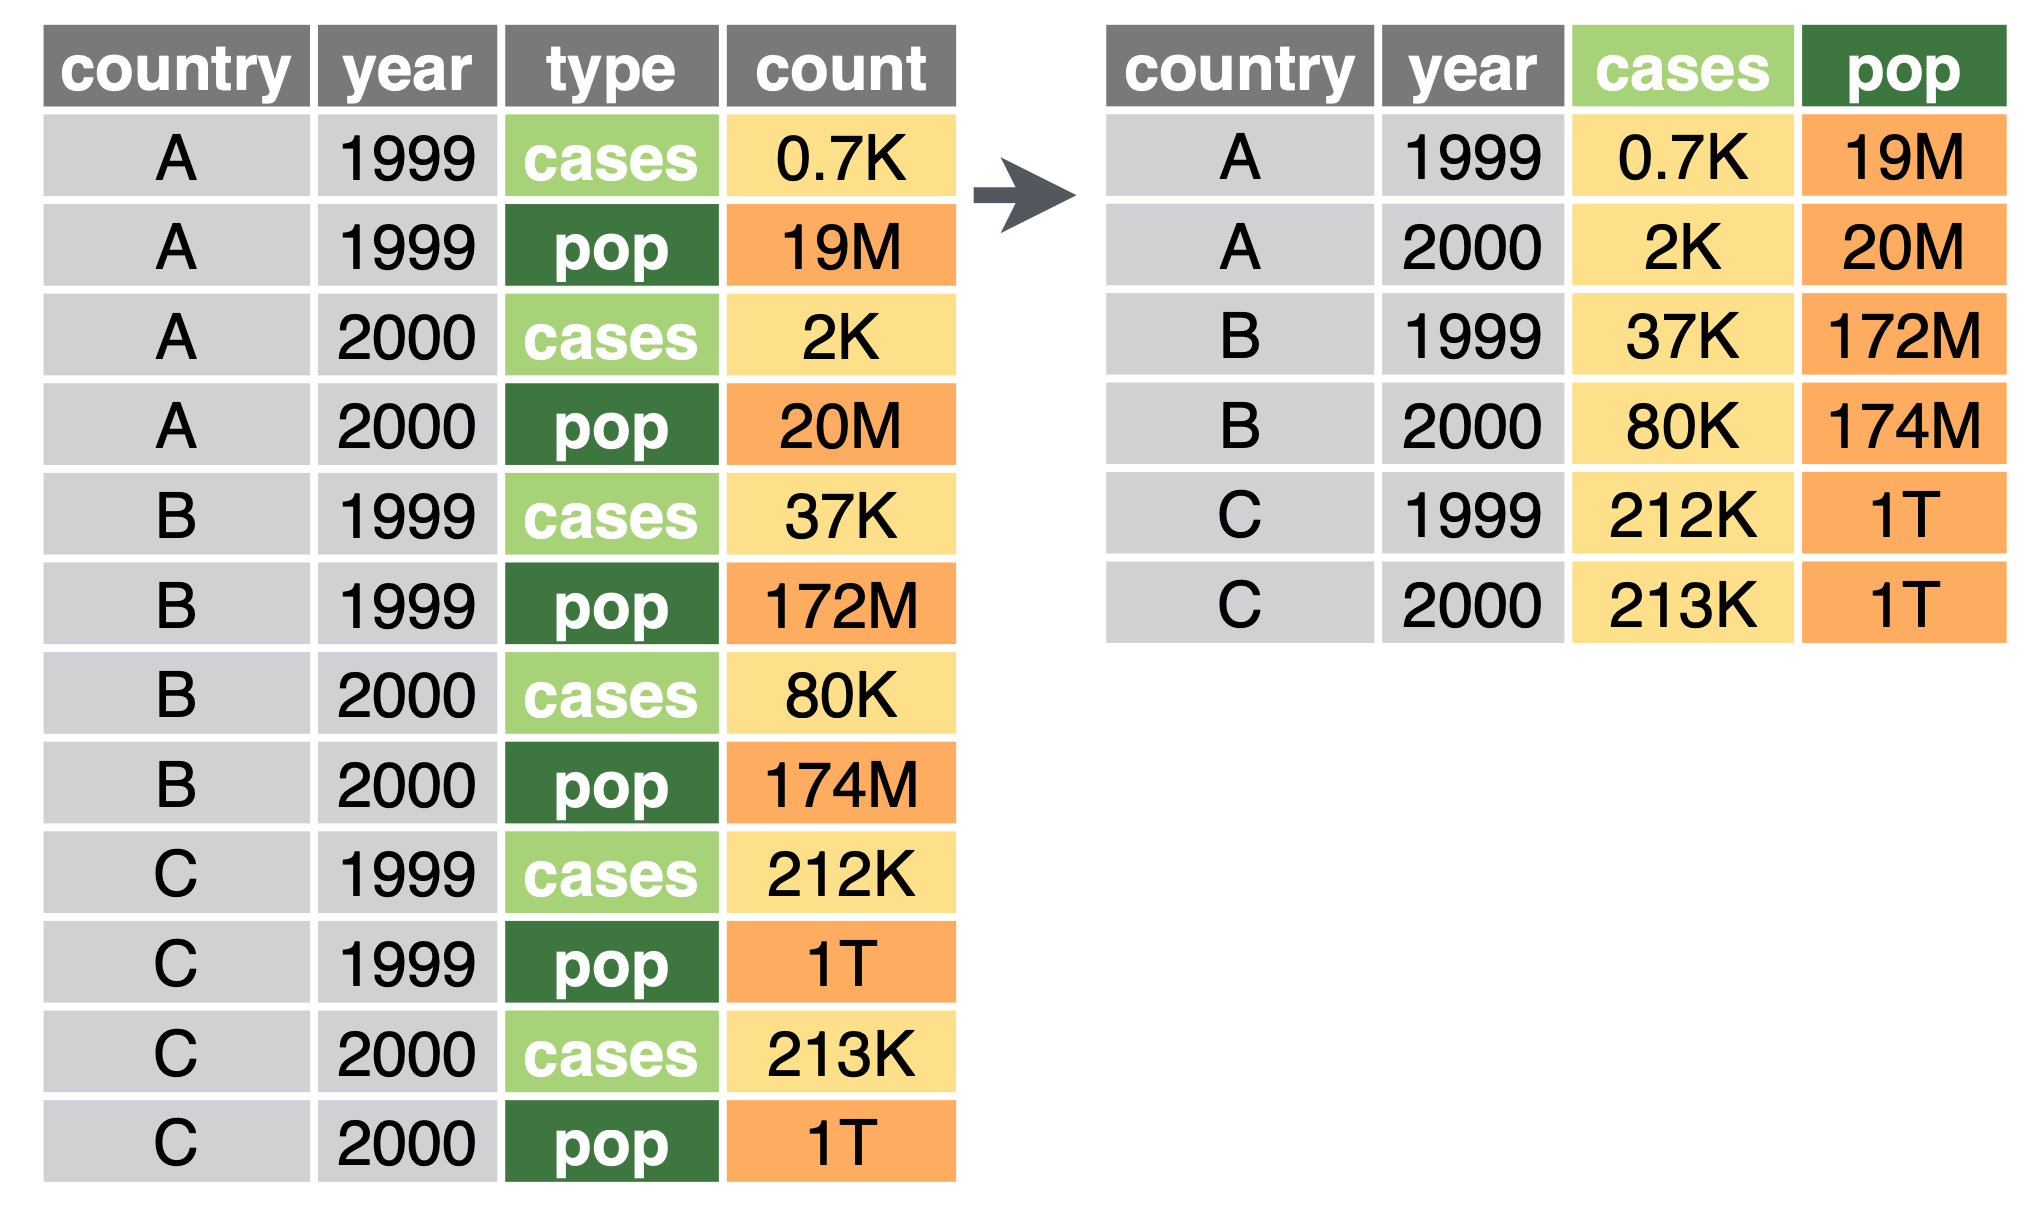 country year type count
A 1999 cases 0.7K
A 1999 pop 19M
A 2000 cases 2K
A 2000 pop 20M
B 1999 cases 37K
B 1999 pop 172M
B 2000 cases 80K
B 2000 pop 174M
C 1999 cases 212K
C 1999 pop 1T
C 2000 cases 213K
C 2000 pop 1T
country year cases pop
A 1999 0.7K 19M
A 2000 2K 20M
B 1999 37K 172M
B 2000 80K 174M
C 1999 212K 1T
C 2000 213K 1T